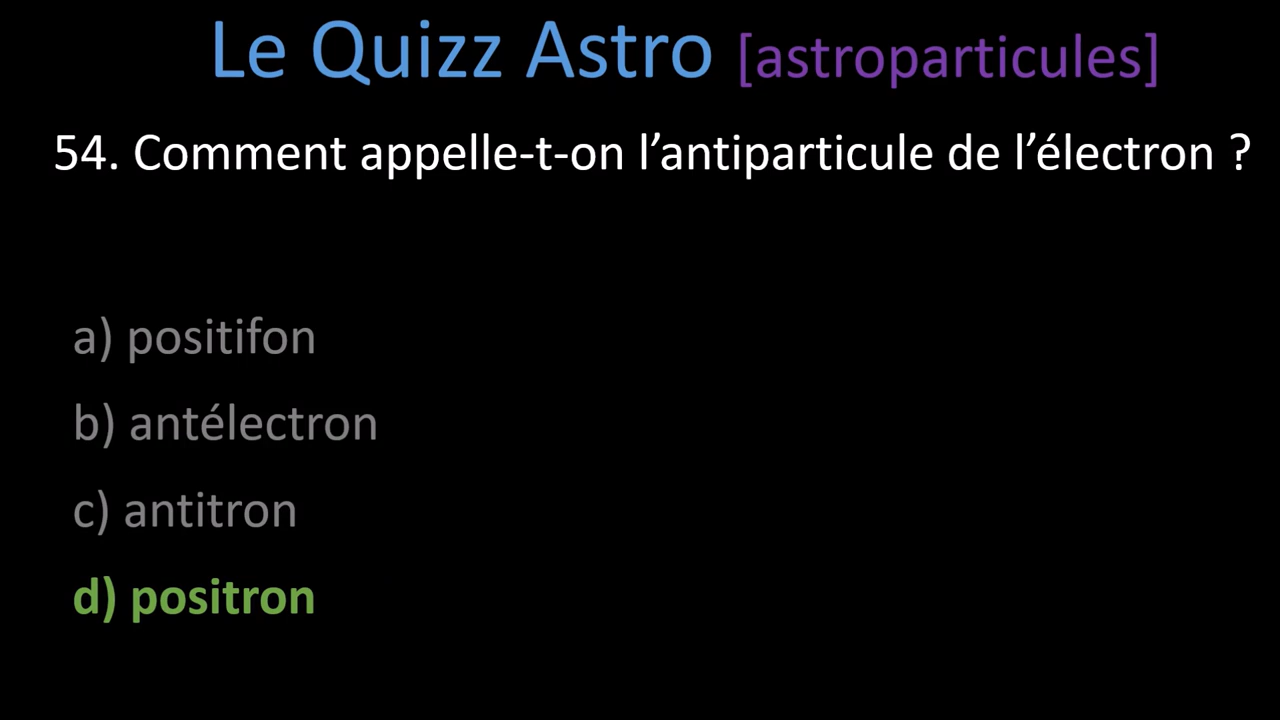 Le Quizz Astro [astroparticules]
54. Comment appelle-t-on l’antiparticule de l’électron ?
a) positifon
b) antélectron
c) antitron
d) positron